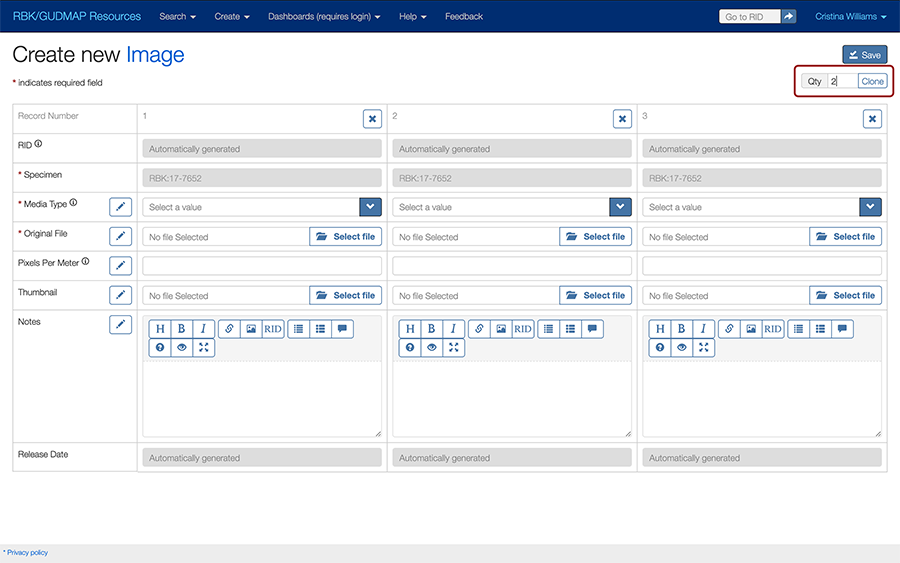 RBK/GUDMAP Resources Search Create Dashboards (requires login) Help Feedback Go to RID Cristina Williams
Create new Image Save
* indicates required field Qty 2 Clone
Record Number 1 2 3
RID Automatically generated Automatically generated Automatically generated
* Specimen RBK:17-7652 RBK:17-7652 RBK:17-7652
* Media Type Select a value Select a value Select a value
* Original File No file Selected Select file No file Selected Select file No file Selected Select file
Pixels Per Meter
Thumbnail No file Selected Select file No file Selected Select file No file Selected Select file
Notes H B I RID H B I RID H B I RID
Release Date Automatically generated Automatically generated Automatically generated
* Privacy policy